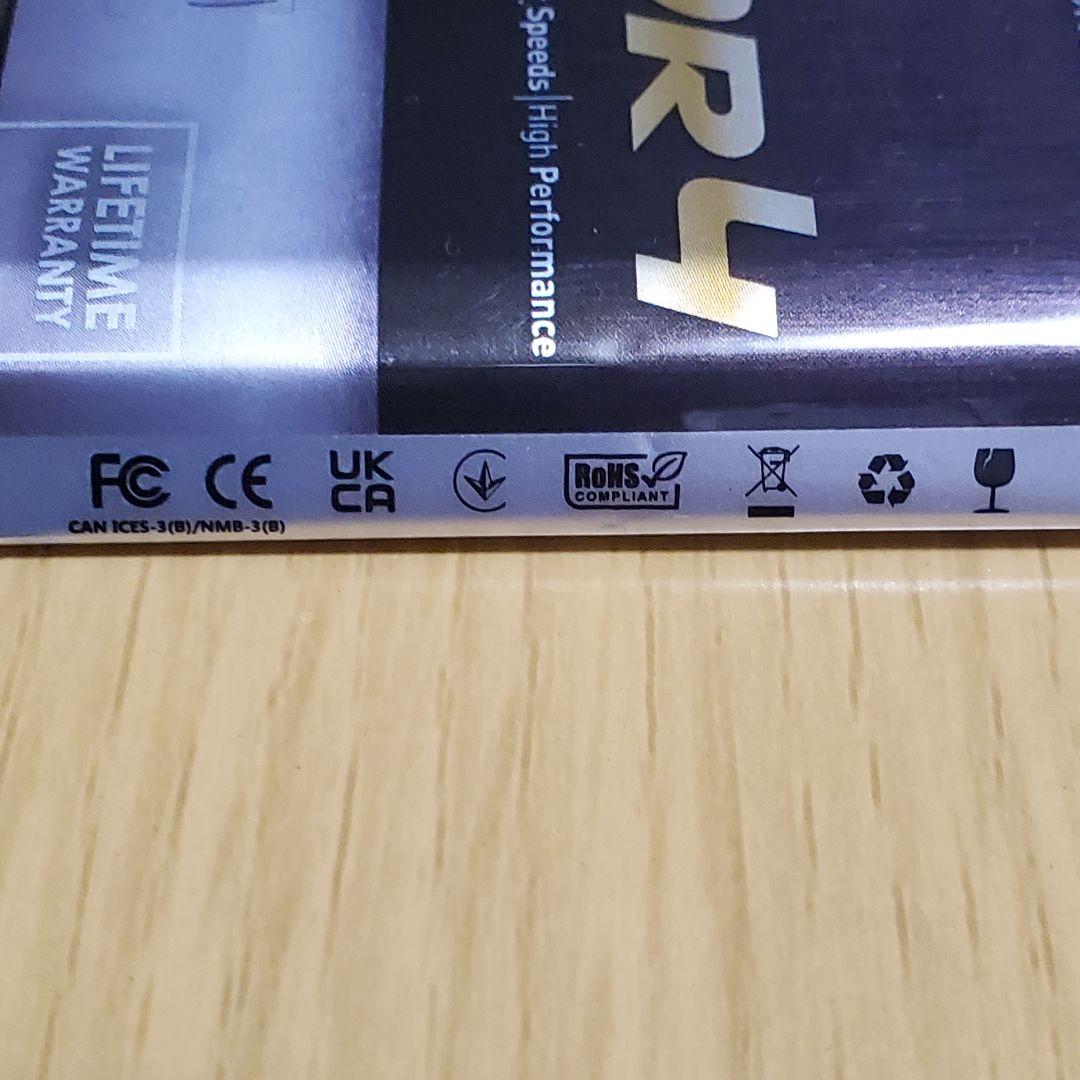 LIFETIME
WARRANTY
Speeds | High Performance
DR4
FC CE UK
CA
RoHS
COMPLIANT
CAN ICES-3(B)/NMB-3(B)